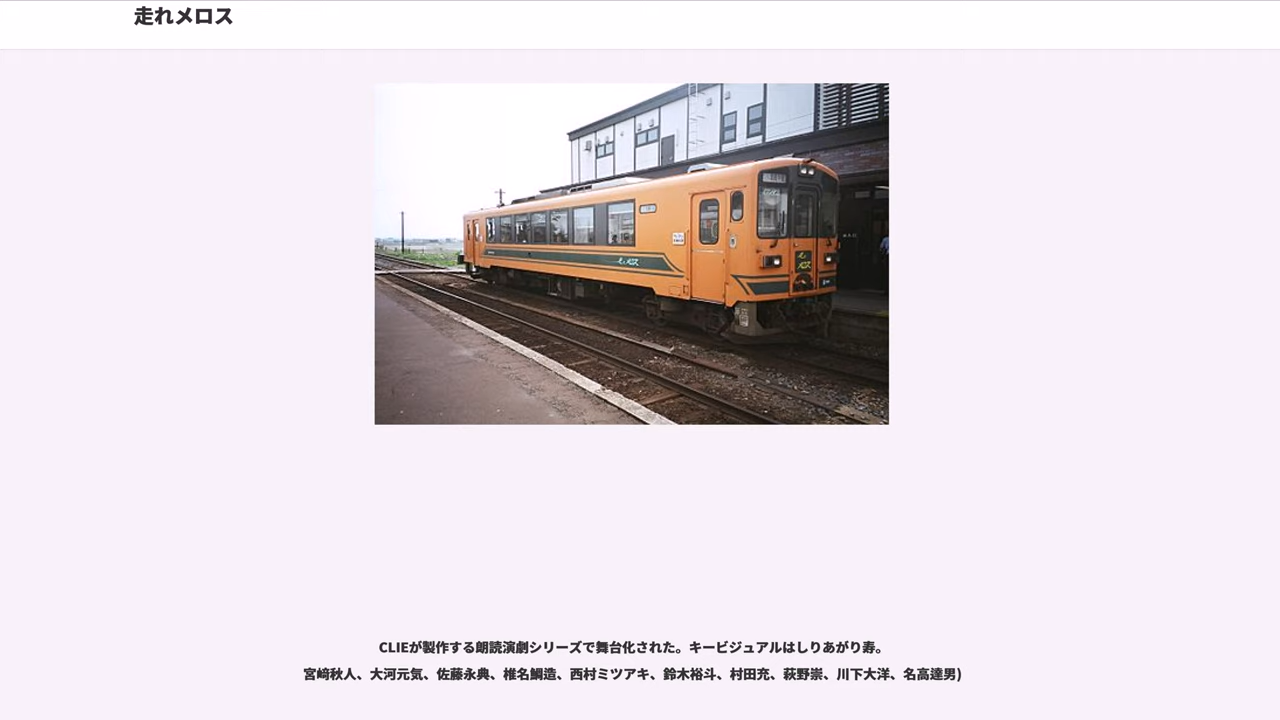 走れメロス
CLIEが製作する朗読演劇シリーズで舞台化された。キービジュアルはしりあがり寿。
宮﨑秋人、大河元気、佐藤永典、椎名鯛造、西村ミツアキ、鈴木裕斗、村田充、萩野崇、川下大洋、名高達男)